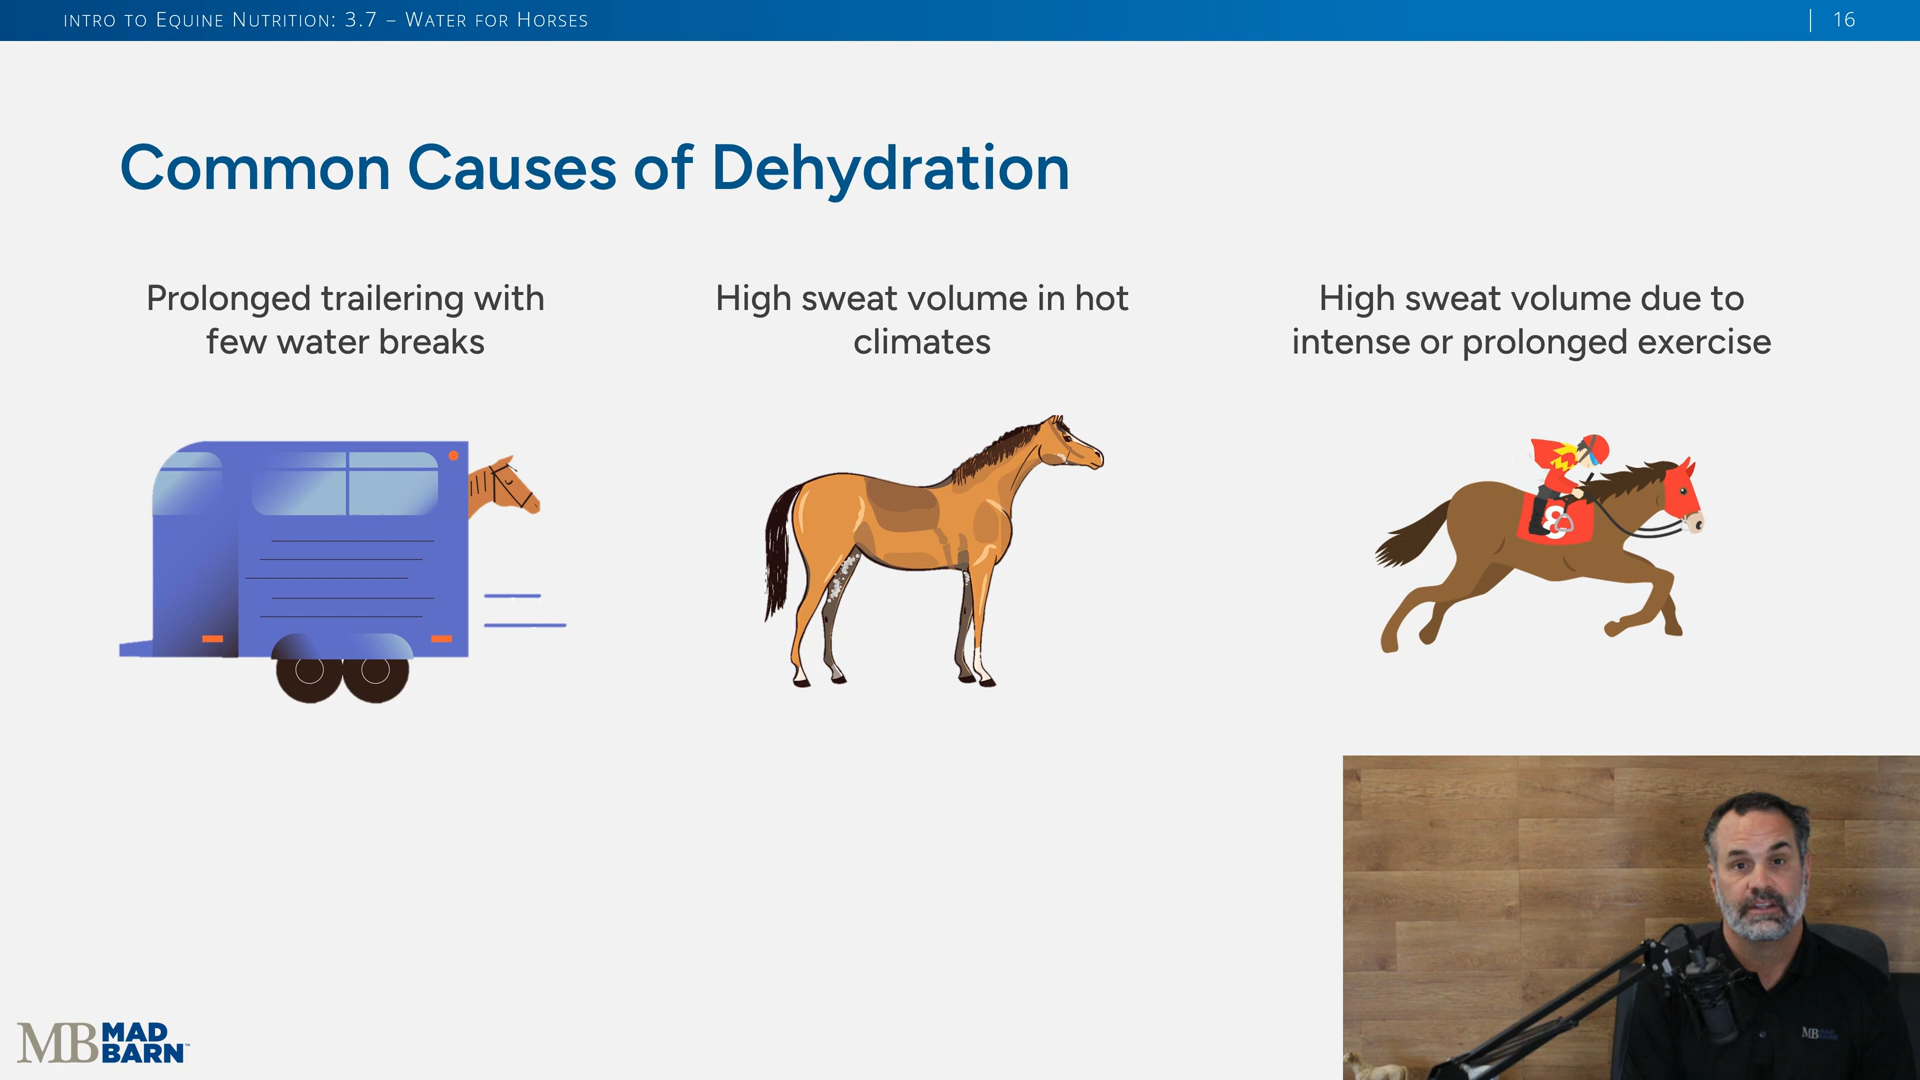 INTRO TO EQUINE NUTRITION: 3.7 – WATER FOR HORSES
| 16
Common Causes of Dehydration
Prolonged trailering with
few water breaks
High sweat volume in hot
climates
High sweat volume due to
intense or prolonged exercise
8
MB MAD
BARN™
MB